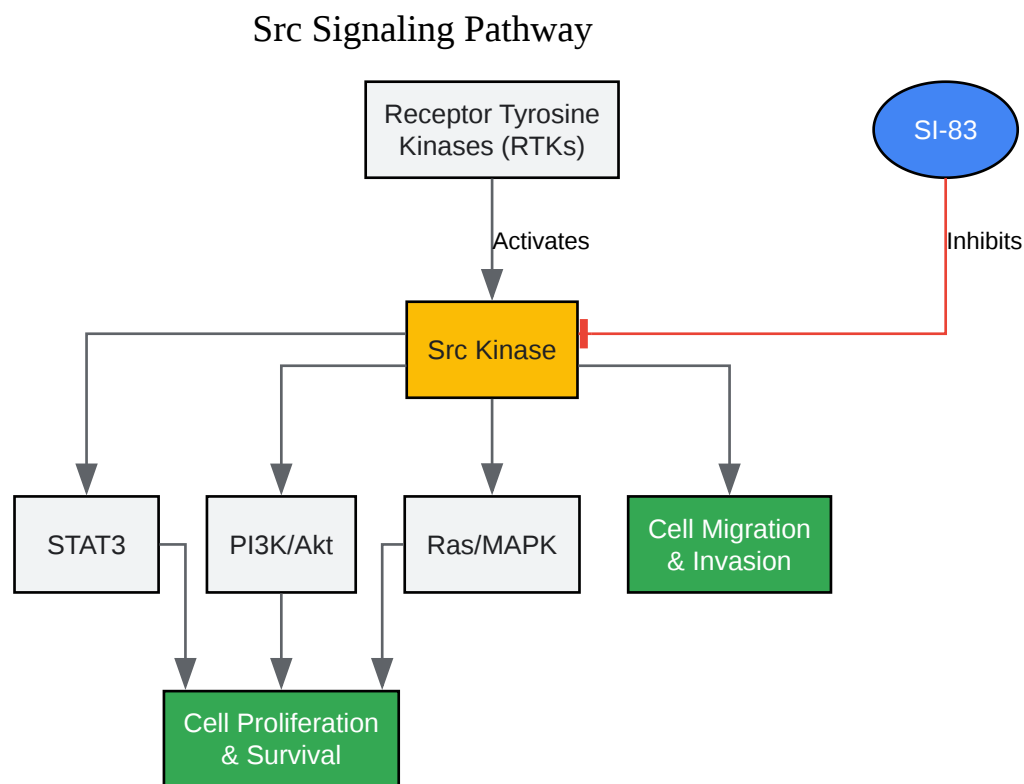 Src Signaling Pathway
Receptor Tyrosine
Kinases (RTKs)
SI-83
Activates
Inhibits
Src Kinase
STAT3
PI3K/Akt
Ras/MAPK
Cell Migration
& Invasion
Cell Proliferation
& Survival